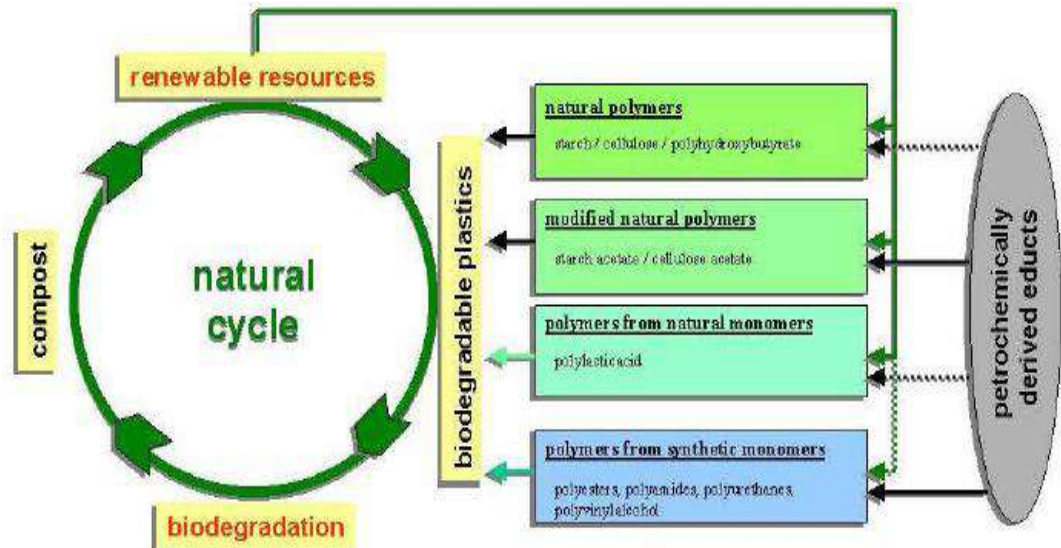 renewable resources
natural polymers
starch / cellulose / polyhydroxybutyrate
modified natural polymers
starch acetate / cellulose acetate
polymers from natural monomers
polylacticacid
polymers from synthetic monomers
polyesters, polyamides, polyurethanes,
polyvinylalcohol
biodegradable plastics
petrochemically
derived educts
natural
cycle
compost
biodegradation